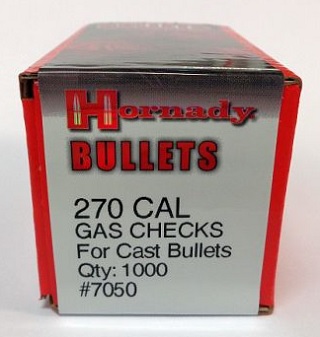 Hornady
BULLETS
270 CAL
GAS CHECKS
For Cast Bullets
Qty: 1000
#7050